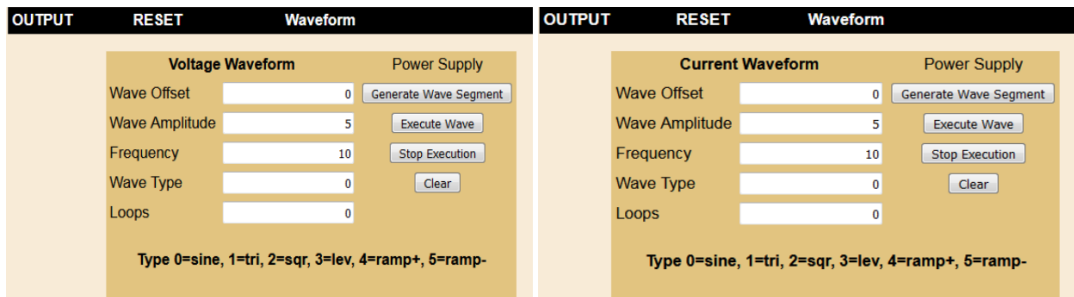 OUTPUT RESET Waveform
Voltage Waveform Power Supply
Wave Offset 0 Generate Wave Segment
Wave Amplitude 5 Execute Wave
Frequency 10 Stop Execution
Wave Type 0 Clear
Loops 0
Type 0=sine, 1=tri, 2=sqr, 3=lev, 4=ramp+, 5=ramp-
OUTPUT RESET Waveform
Current Waveform Power Supply
Wave Offset 0 Generate Wave Segment
Wave Amplitude 5 Execute Wave
Frequency 10 Stop Execution
Wave Type 0 Clear
Loops 0
Type 0=sine, 1=tri, 2=sqr, 3=lev, 4=ramp+, 5=ramp-